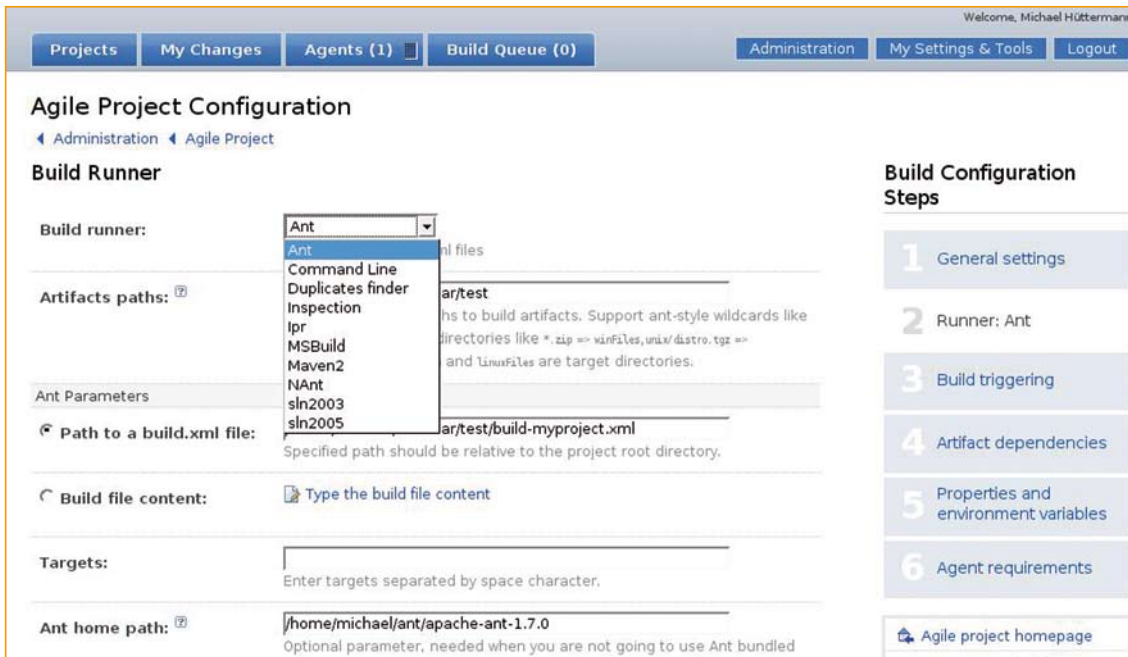 Welcome, Michael Hüttermann
Projects
My Changes
Agents (1)
Build Queue (0)
Administration
My Settings & Tools
Logout
Agile Project Configuration
Administration Agile Project
Build Runner
Build runner:
Ant
Ant
Command Line
Duplicates finder
Inspection
Ipr
MSBuild
Maven2
NAnt
sln2003
sln2005
files
Artifacts paths:
ar/test
to build artifacts. Support ant-style wildcards like
directories like *.zip => winFiles,unix/distro.tgz =>
and linuxFiles are target directories.
Ant Parameters
Path to a build.xml file:
ar/test/build-myproject.xml
Specified path should be relative to the project root directory.
Build file content:
Type the build file content
Targets:
Enter targets separated by space character.
Ant home path:
/home/michael/ant/apache-ant-1.7.0
Optional parameter, needed when you are not going to use Ant bundled
Build Configuration
Steps
1 General settings
2 Runner: Ant
3 Build triggering
4 Artifact dependencies
5 Properties and
environment variables
6 Agent requirements
Agile project homepage